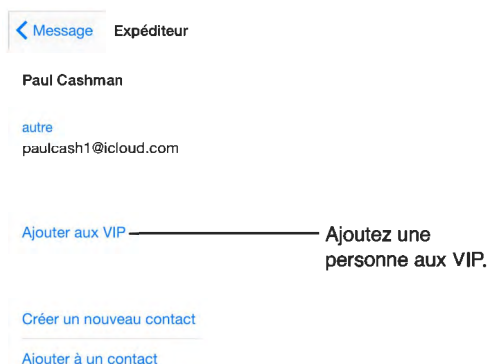 Message Expéditeur
Paul Cashman
autre
paulcash1@icloud.com
Ajouter aux VIP
Ajoutez une
personne aux VIP.
Créer un nouveau contact
Ajouter à un contact